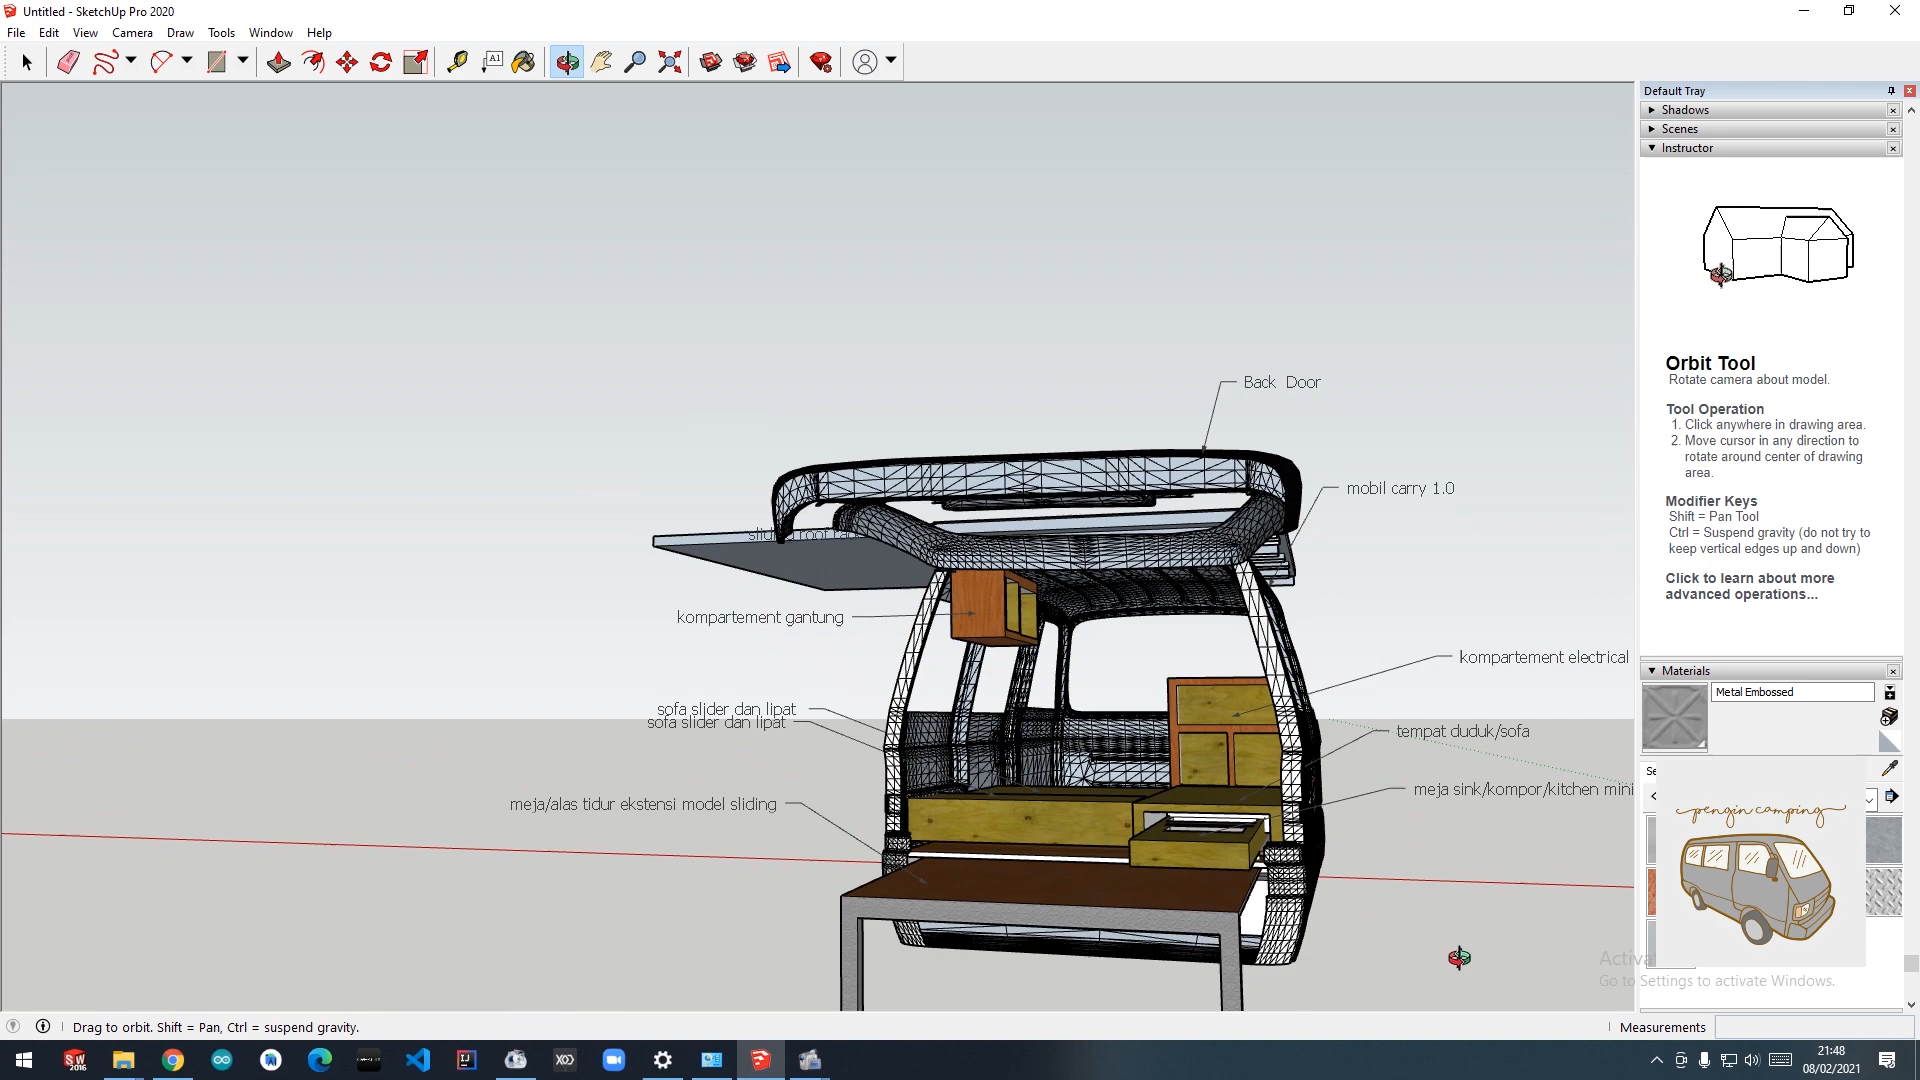 Untitled - SketchUp Pro 2020
File Edit View Camera Draw Tools Window Help
A1
Default Tray
Shadows
Scenes
Instructor
Orbit Tool
Rotate camera about model.
Tool Operation
1. Click anywhere in drawing area.
2. Move cursor in any direction to
rotate around center of drawing
area.
Modifier Keys
Shift = Pan Tool
Ctrl = Suspend gravity (do not try to
keep vertical edges up and down)
Click to learn about more
advanced operations...
Materials
Metal Embossed
Se
Back Door
mobil carry 1.0
kompartement gantung
kompartement electrical
sofa slider dan lipat
sofa slider dan lipat
tempat duduk/sofa
meja/alas tidur ekstensi model sliding
meja sink/kompor/kitchen mini
pengin camping
Go to Settings to activate Windows.
Drag to orbit. Shift = Pan, Ctrl = suspend gravity.
Measurements
SW
2016
IJ
XOX
21:48
08/02/2021